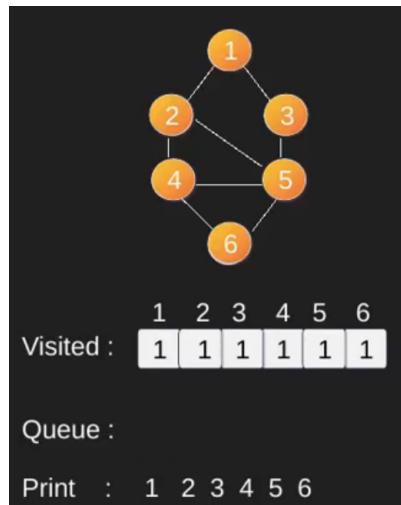 1
2 3
4 5
6
1 2 3 4 5 6
Visited : 1 1 1 1 1 1
Queue :
Print : 1 2 3 4 5 6